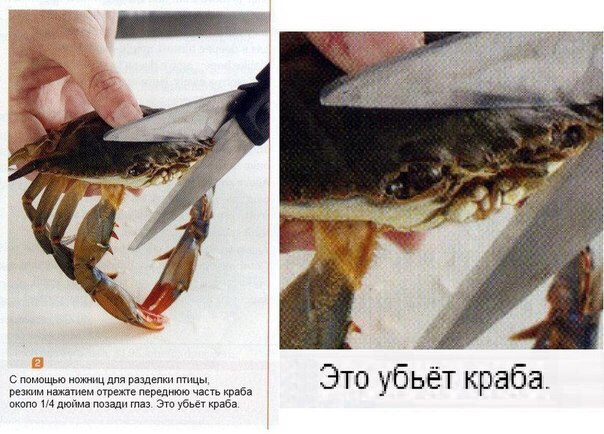 2
С помощью ножниц для разделки птицы,
резким нажатием отрежте переднюю часть краба
около 1/4 дюйма позади глаз. Это убьёт краба.
Это убьёт краба.